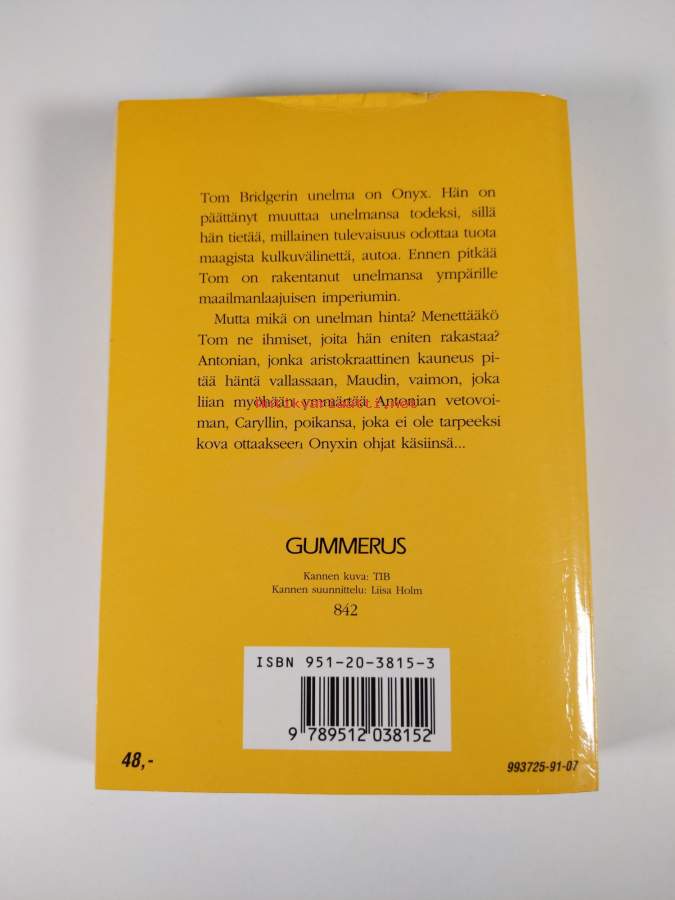 Tom Bridgerin unelma on Onyx. Hän on
päättänyt muuttaa unelmansa todeksi, sillä
hän tietää, millainen tulevaisuus odottaa tuota
maagista kulkuvälinettä, autoa. Ennen pitkää
Tom on rakentanut unelmansa ympärille
maailmanlaajuisen imperiumin.
Mutta mikä on unelman hinta? Menettääkö
Tom ne ihmiset, joita hän eniten rakastaa?
Antonian, jonka aristokraattinen kauneus pi-
tää häntä vallassaan, Maudin, vaimon, joka
liian myöhään ymmärtää Antonian vetovoi-
Antikvariaatti.net
man, Caryllin, poikansa, joka ei ole tarpeeksi
kova ottaakseen Onyxin ohjat käsiinsä...
GUMMERUS
Kannen kuva: TIB
Kannen suunnittelu: Liisa Holm
842
ISBN 951-20-3815-3
9 789512 038152
48,-
993725-91-07